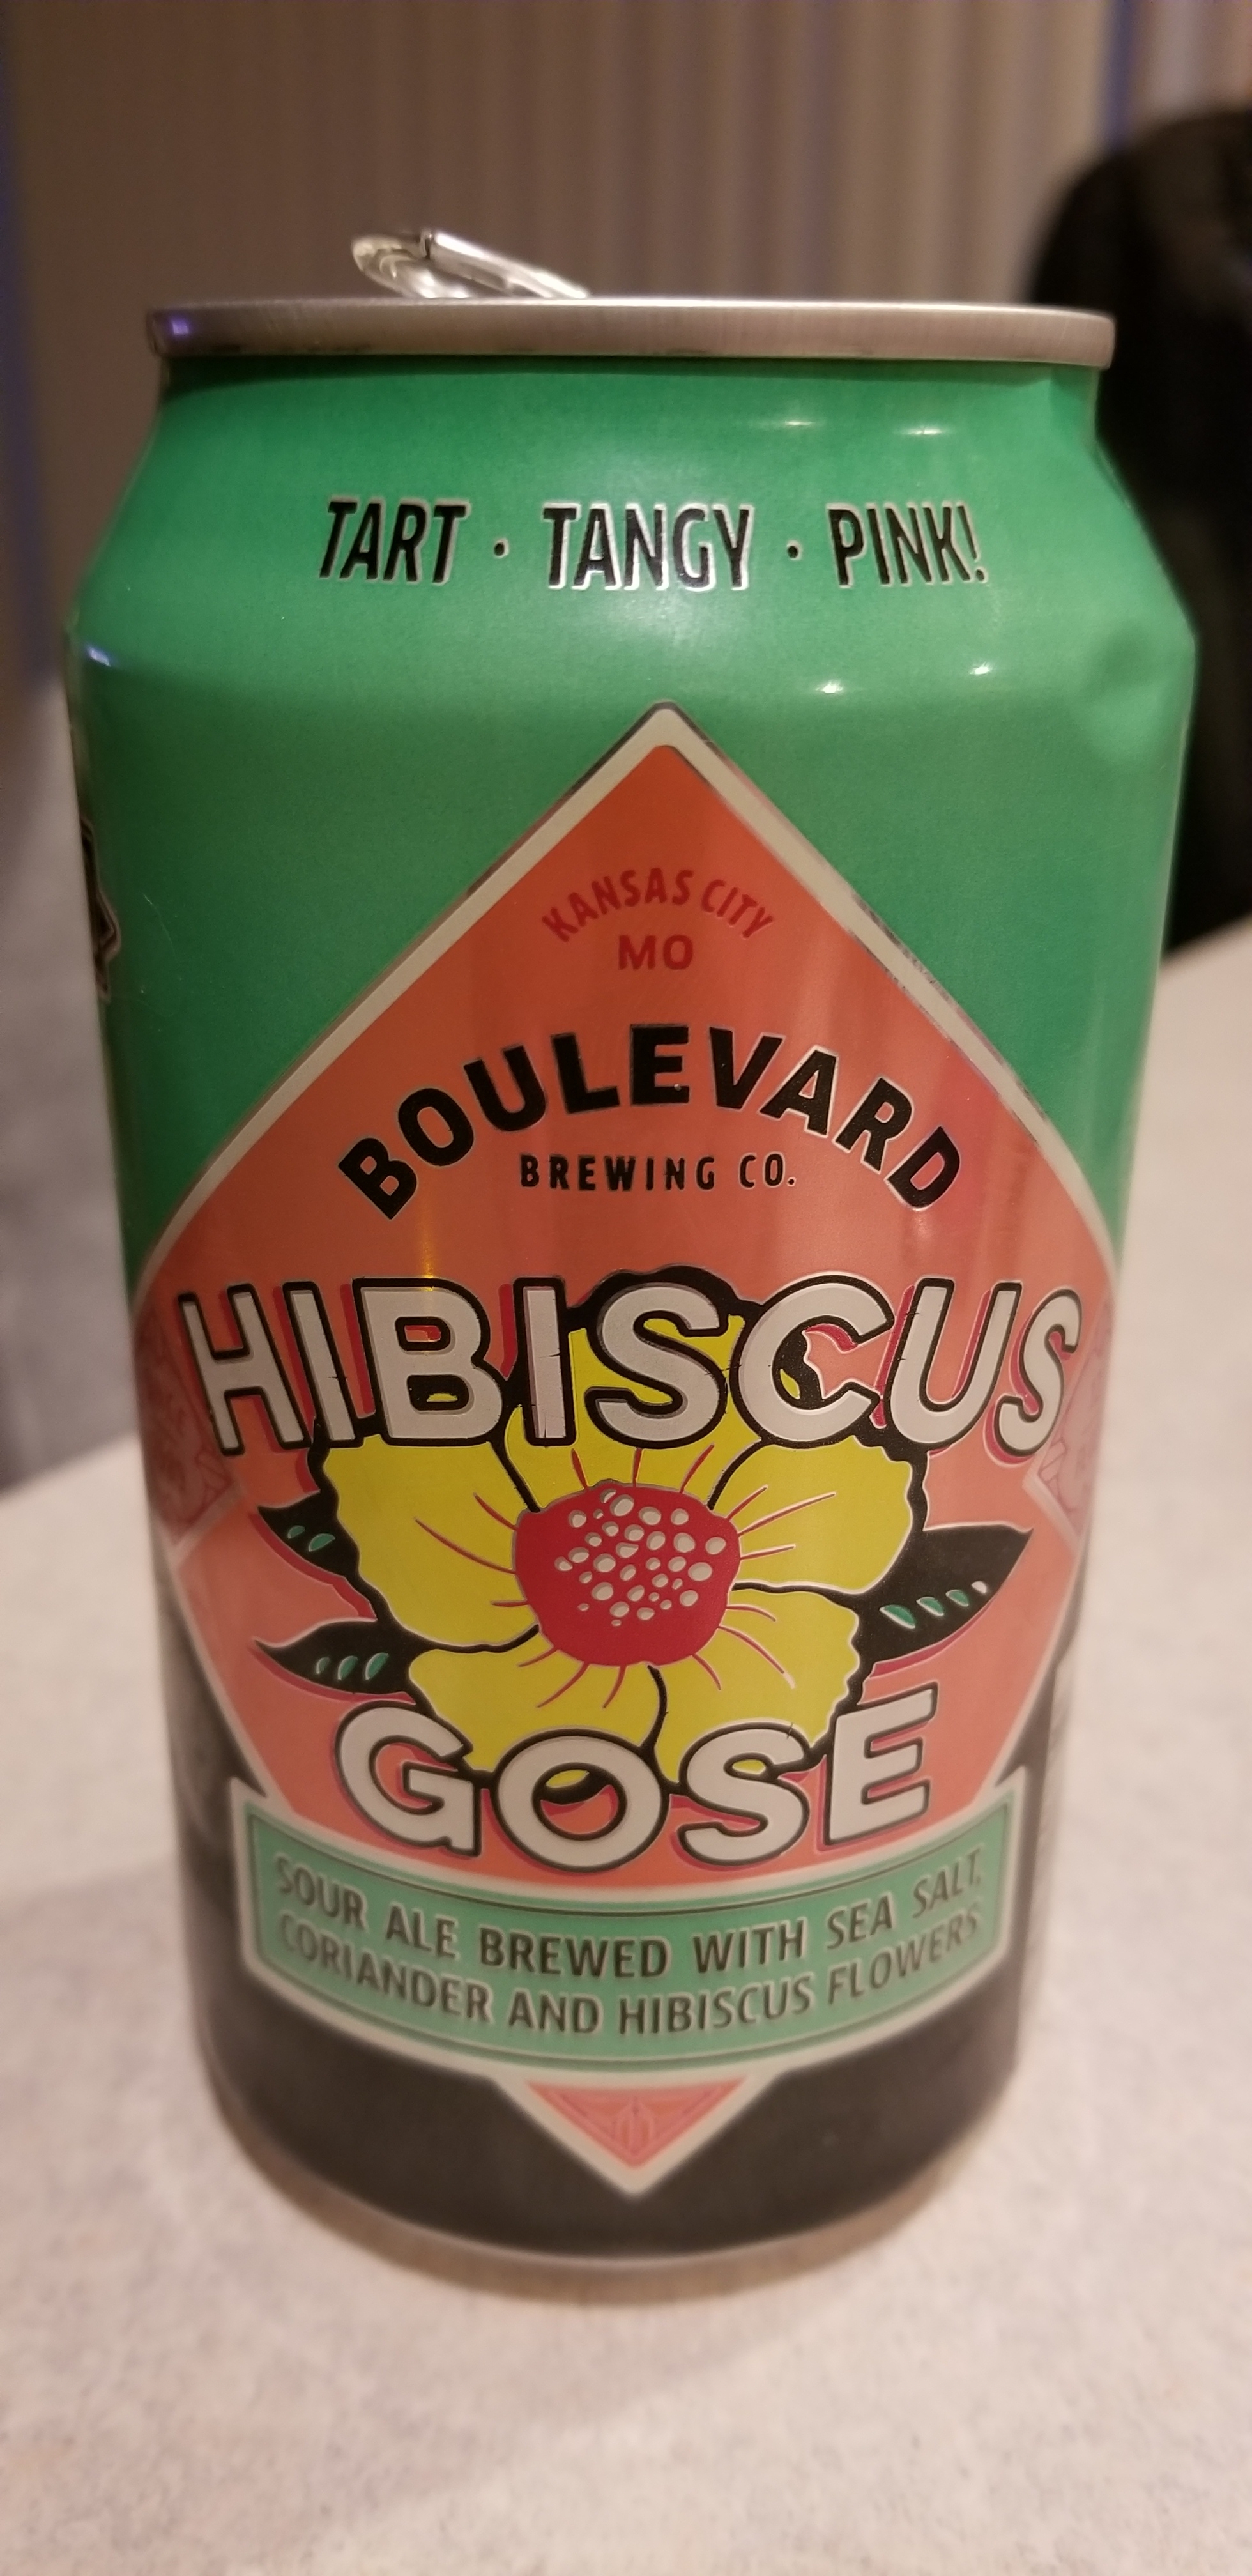 TART · TANGY · PINK!
KANSAS CITY
MO
BOULEVARD
BREWING CO.
HIBISCUS
GOSE
SOUR ALE BREWED WITH SEA SALT,
CORIANDER AND HIBISCUS FLOWERS.